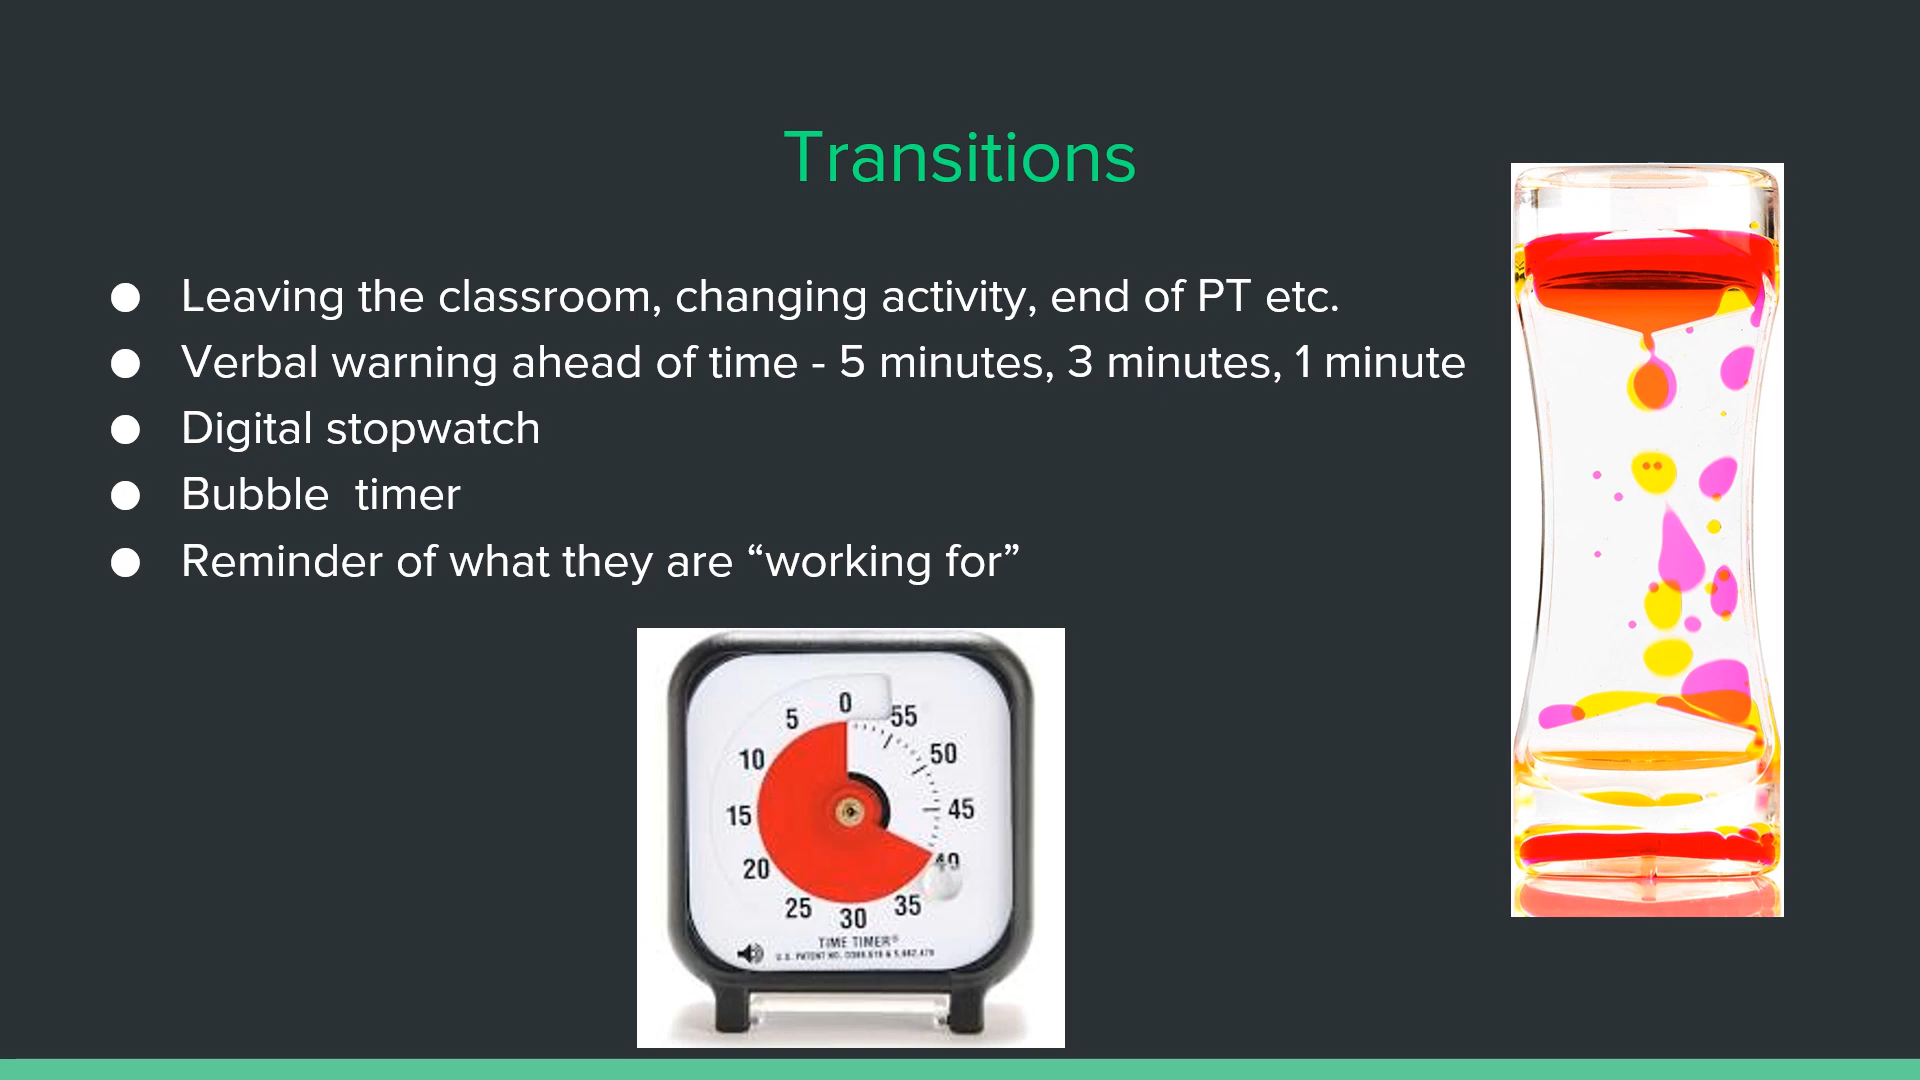 Transitions
● Leaving the classroom, changing activity, end of PT etc.
● Verbal warning ahead of time - 5 minutes, 3 minutes, 1 minute
● Digital stopwatch
● Bubble  timer
● Reminder of what they are “working for”
0
5 55
10 50
15 45
20 40
25 35
30
TIME TIMER®
U.S. PATENT NO.